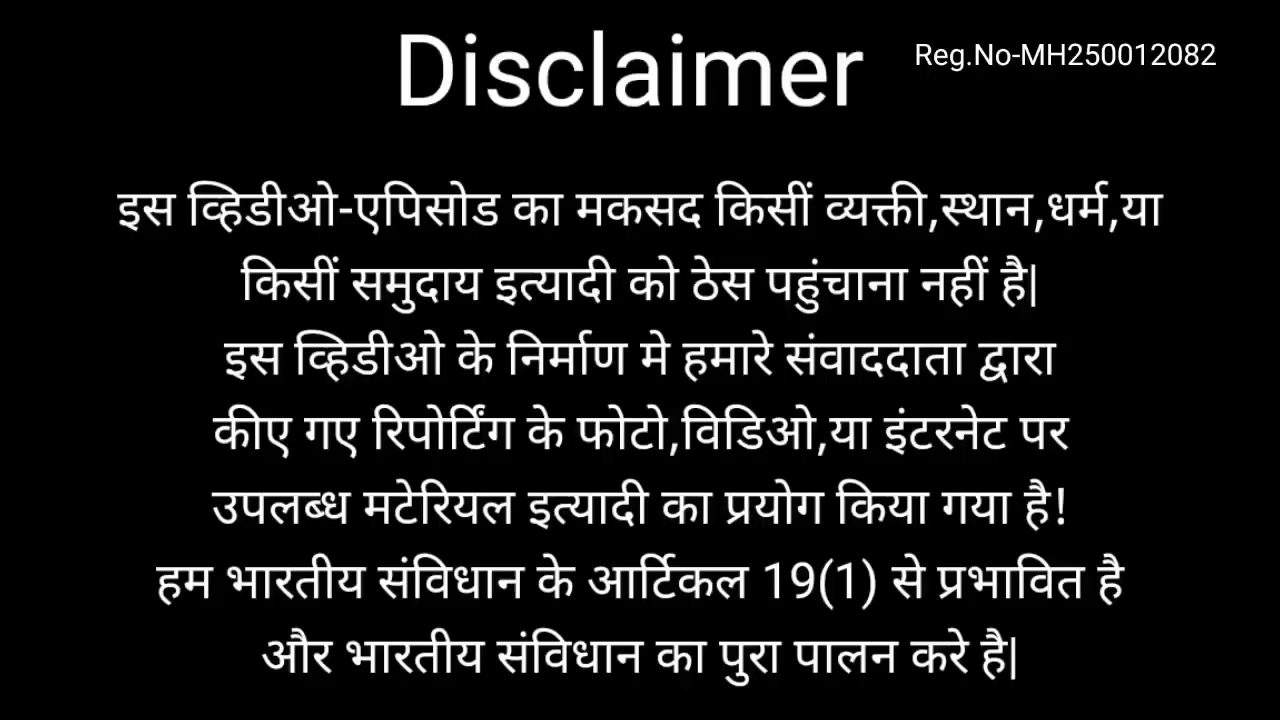 Disclaimer
Reg.No-MH250012082
इस व्हिडीओ-एपिसोड का मकसद किसीं व्यक्ती,स्थान,धर्म,या
किसीं समुदाय इत्यादी को ठेस पहुंचाना नहीं है|
इस व्हिडीओ के निर्माण मे हमारे संवाददाता द्वारा
कीए गए रिपोर्टिंग के फोटो,विडिओ,या इंटरनेट पर
उपलब्ध मटेरियल इत्यादी का प्रयोग किया गया है!
हम भारतीय संविधान के आर्टिकल 19(1) से प्रभावित है
और भारतीय संविधान का पुरा पालन करे है|